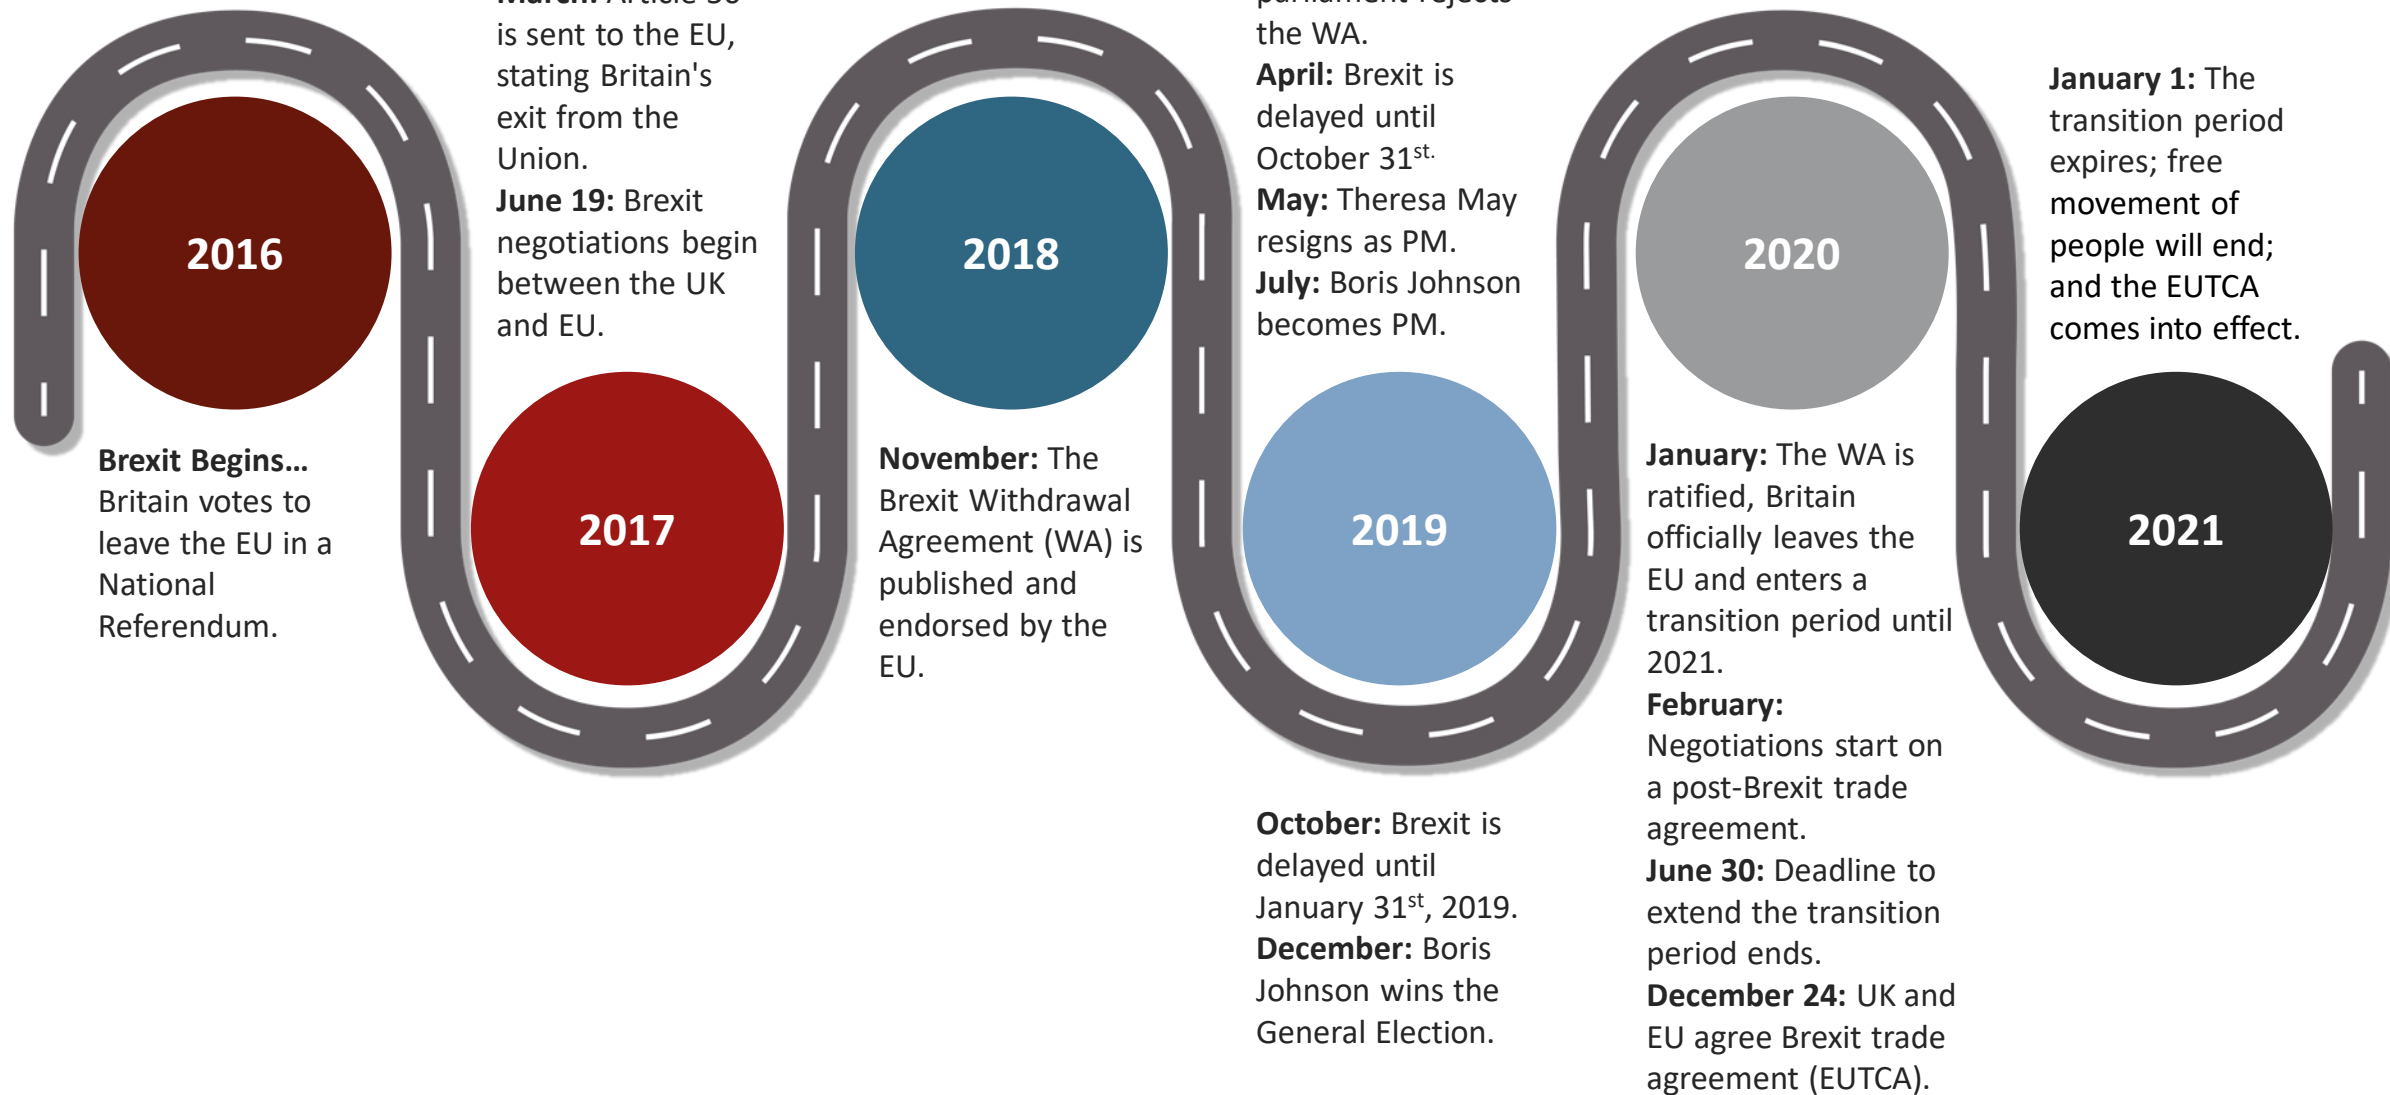 2016
Brexit Begins…
Britain votes to
leave the EU in a
National
Referendum.
March: Article 50
is sent to the EU,
stating Britain's
exit from the
Union.
June 19: Brexit
negotiations begin
between the UK
and EU.
2017
2018
November: The
Brexit Withdrawal
Agreement (WA) is
published and
endorsed by the
EU.
parliament rejects
the WA.
April: Brexit is
delayed until
October 31st.
May: Theresa May
resigns as PM.
July: Boris Johnson
becomes PM.
2019
October: Brexit is
delayed until
January 31st, 2019.
December: Boris
Johnson wins the
General Election.
2020
January: The WA is
ratified, Britain
officially leaves the
EU and enters a
transition period until
2021.
February:
Negotiations start on
a post-Brexit trade
agreement.
June 30: Deadline to
extend the transition
period ends.
December 24: UK and
EU agree Brexit trade
agreement (EUTCA).
January 1: The
transition period
expires; free
movement of
people will end;
and the EUTCA
comes into effect.
2021